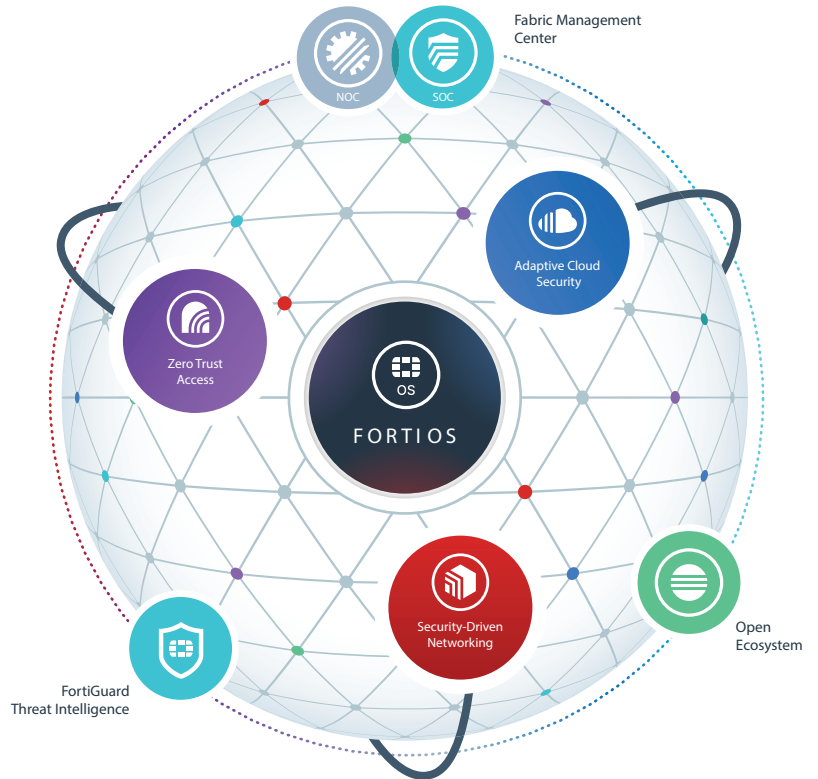 Fabric Management
Center
NOC
SOC
Adaptive Cloud
Security
Zero Trust
Access
OS
FORTIOS
Security-Driven
Networking
Open
Ecosystem
FortiGuard
Threat Intelligence